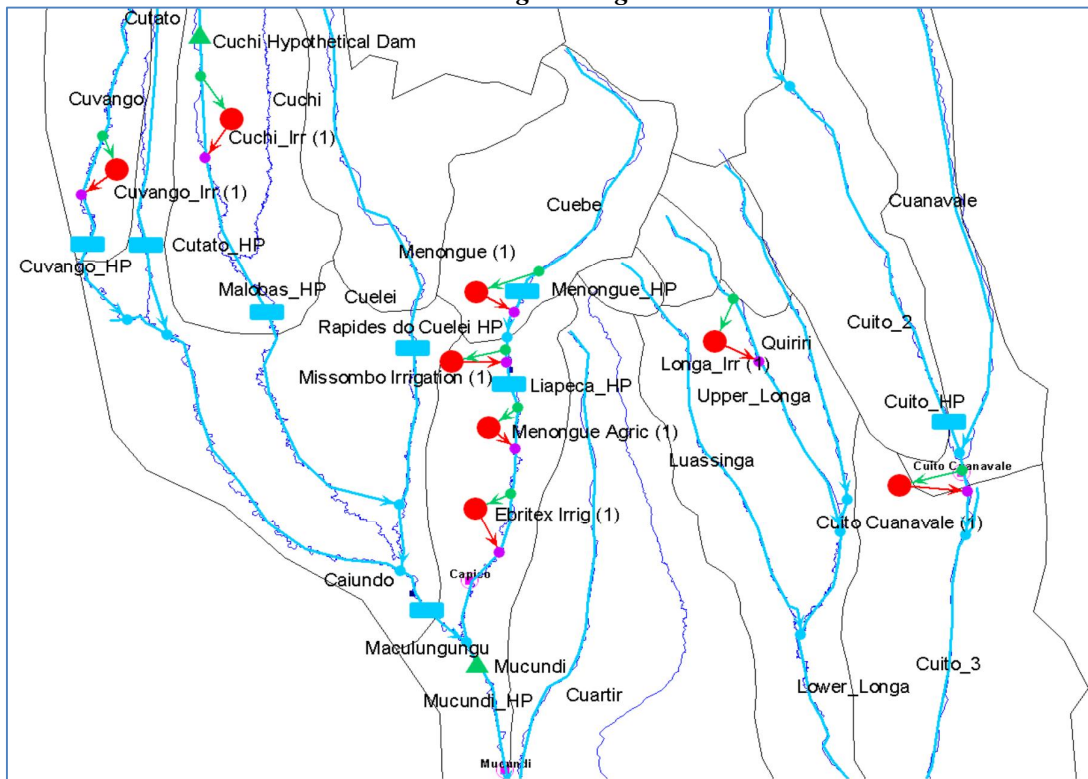 Cutato
Cuchi Hypothetical Dam
Cuvango
Cuchi
Cuchi_Irr (1)
Cuvango_Irr (1)
Cuanavale
Cuebe
Cutato_HP
Menongue (1)
Cuvango_HP
Malobas_HP
Cuelei
Menongue_HP
Cuito_2
Rapides do Cuelei HP
Quiriri
Longa_Irr (1)
Missombo Irrigation (1)
Liapeca_HP
Upper_Longa
Cuito_HP
Menongue Agric (1)
Luassinga
Cuito Cuanavale
Ebritex Irrig (1)
Cuito Cuanavale (1)
Caiundo
Capico
Maculungungu
Mucundi
Cuito_3
Lower_Longa
Mucundi_HP
Cuartir
Mucundi